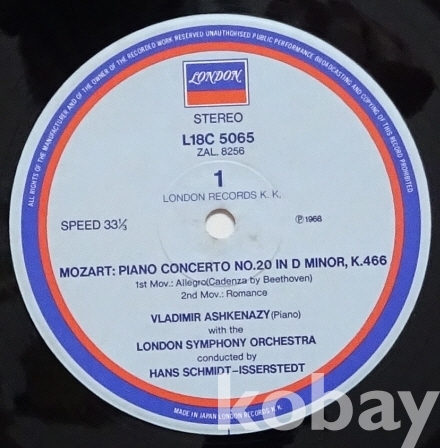 ALL RIGHTS OF THE MANUFACTURER AND OF THE OWNER OF THE RECORDED WORK RESERVED UNAUTHORISED PUBLIC PERFORMANCE BROADCASTING AND COPYING OF THIS RECORD PROHIBITED
LONDON
STEREO
L18C 5065
ZAL. 8256
1
LONDON RECORDS K. K.
SPEED 33⅓
Ⓟ1968
MOZART: PIANO CONCERTO NO.20 IN D MINOR, K.466
1st Mov.: Allegro(Cadenza by Beethoven)
2nd Mov.: Romance
VLADIMIR ASHKENAZY(Piano)
with the
LONDON SYMPHONY ORCHESTRA
conducted by
HANS SCHMIDT-ISSERSTEDT
MADE IN JAPAN LONDON RECORDS K. K.
kobay